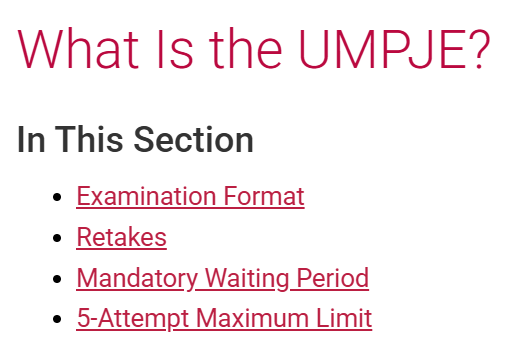 What Is the UMPJE?
In This Section
Examination Format
Retakes
Mandatory Waiting Period
5-Attempt Maximum Limit